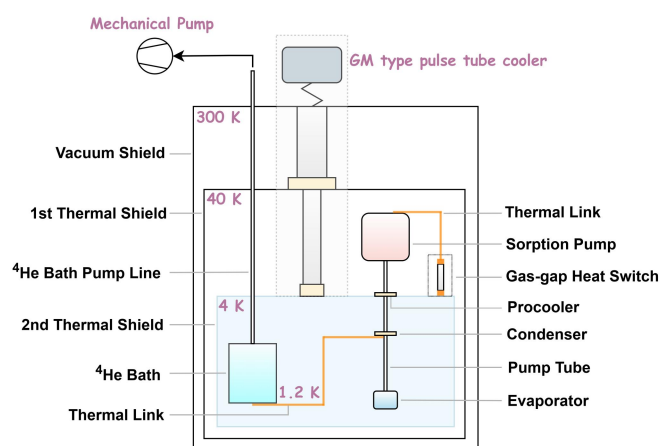 Mechanical Pump
GM type pulse tube cooler
300 K
Vacuum Shield
40 K
1st Thermal Shield
Thermal Link
Sorption Pump
⁴He Bath Pump Line
Gas-gap Heat Switch
4 K
Procooler
2nd Thermal Shield
Condenser
⁴He Bath
Pump Tube
1.2 K
Evaporator
Thermal Link